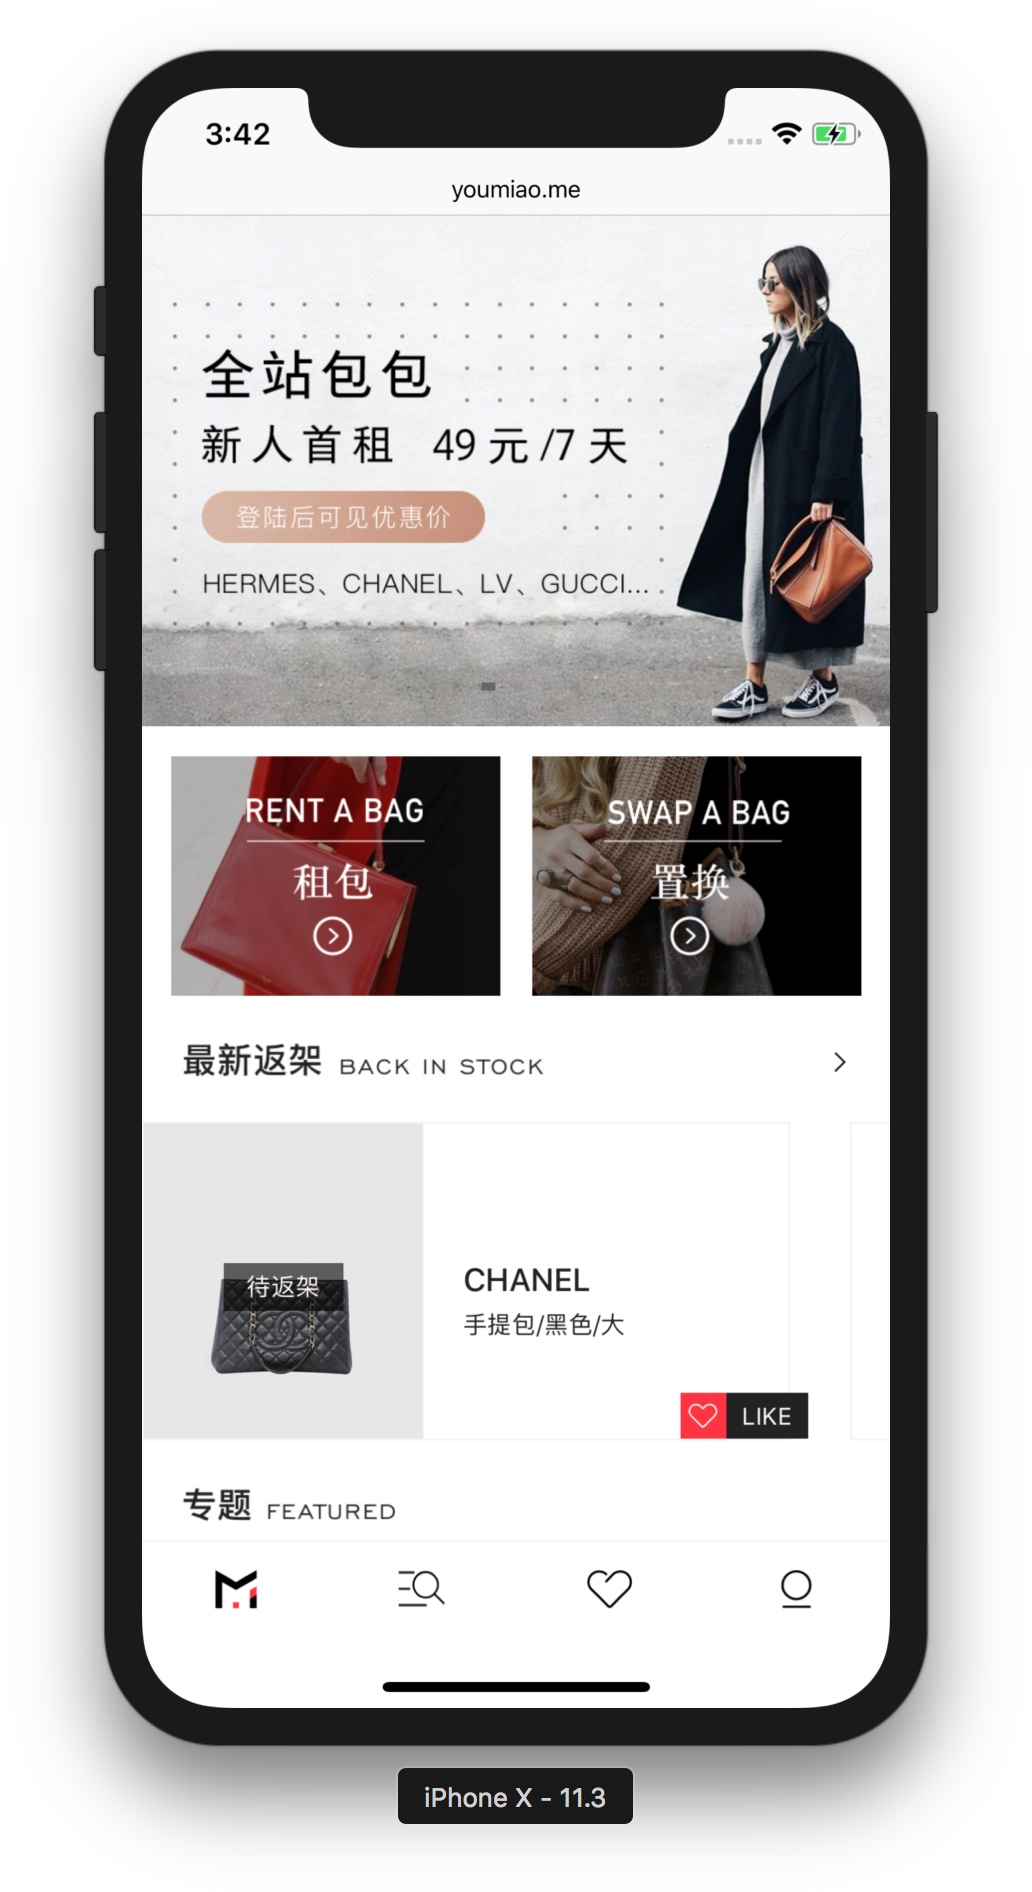 3:42
youmiao.me
全站包包
新人首租 49元/7天
登陆后可见优惠价
HERMES、CHANEL、LV、GUCCI...
RENT A BAG
租包
SWAP A BAG
置换
最新返架 BACK IN STOCK
待返架
CHANEL
手提包/黑色/大
LIKE
专题 FEATURED
iPhone X - 11.3